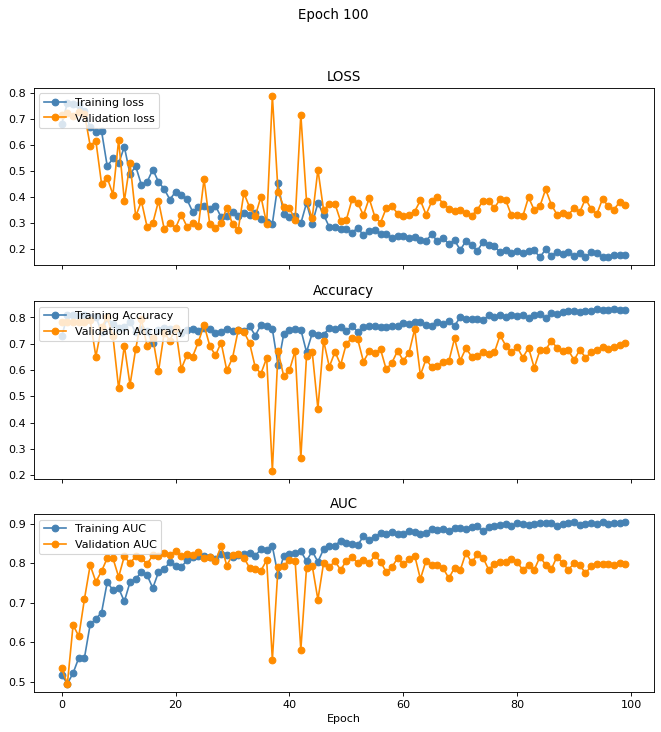 Epoch 100
LOSS
0.8
0.7
0.6
0.5
0.4
0.3
0.2
Training loss
Validation loss
Accuracy
0.8
0.7
0.6
0.5
0.4
0.3
0.2
Training Accuracy
Validation Accuracy
AUC
0.9
0.8
0.7
0.6
0.5
Training AUC
Validation AUC
0 20 40 60 80 100
Epoch